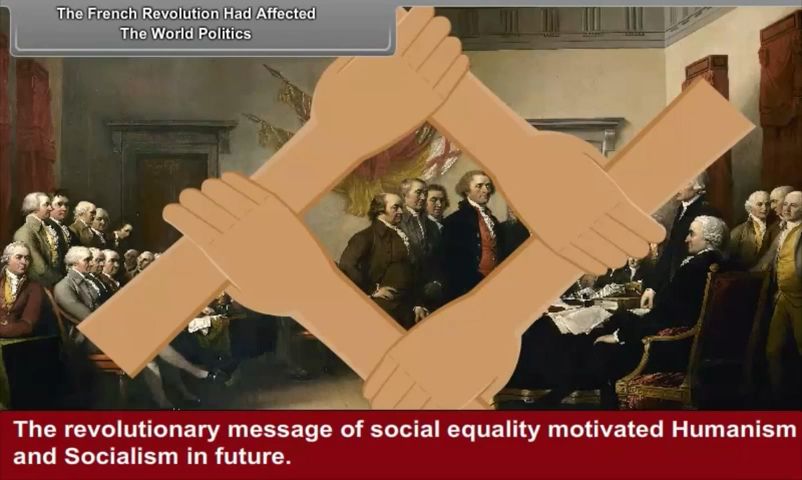 The French Revolution Had Affected
The World Politics
The revolutionary message of social equality motivated Humanism
and Socialism in future.